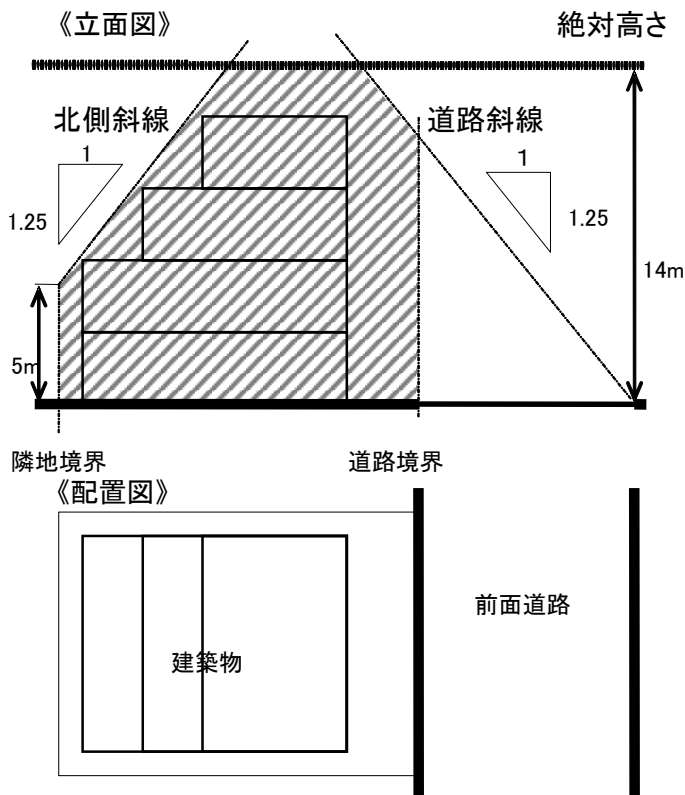 《立面図》
絶対高さ
北側斜線
道路斜線
1
1
1.25
1.25
14m
5m
隣地境界
道路境界
《配置図》
前面道路
建築物